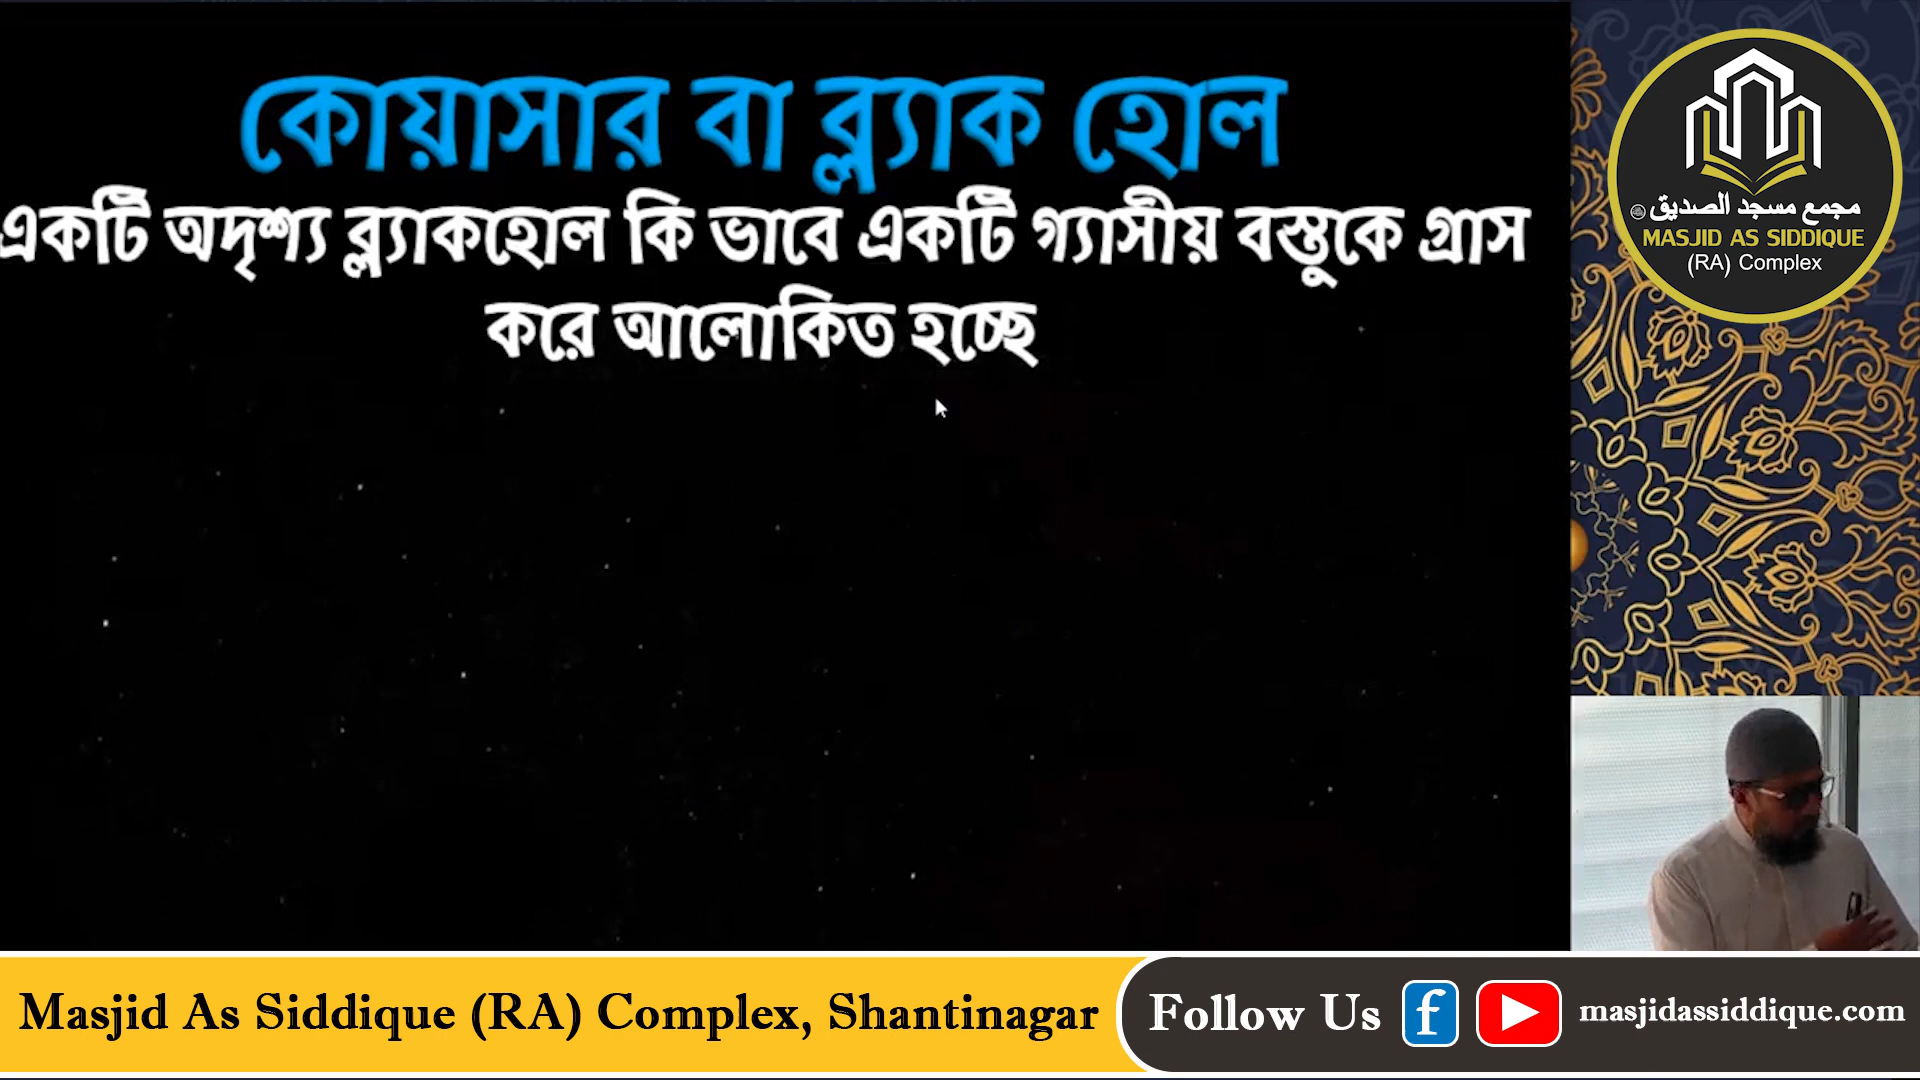 কোয়াসার বা ব্ল্যাক হোল
একটি অদৃশ্য ব্ল্যাকহোল কি ভাবে একটি গ্যাসীয় বস্তুকে গ্রাস
করে আলোকিত হচ্ছে
مجمع مسجد الصديق
MASJID AS SIDDIQUE
(RA) Complex
Masjid As Siddique (RA) Complex, Shantinagar
Follow Us
masjidassiddique.com